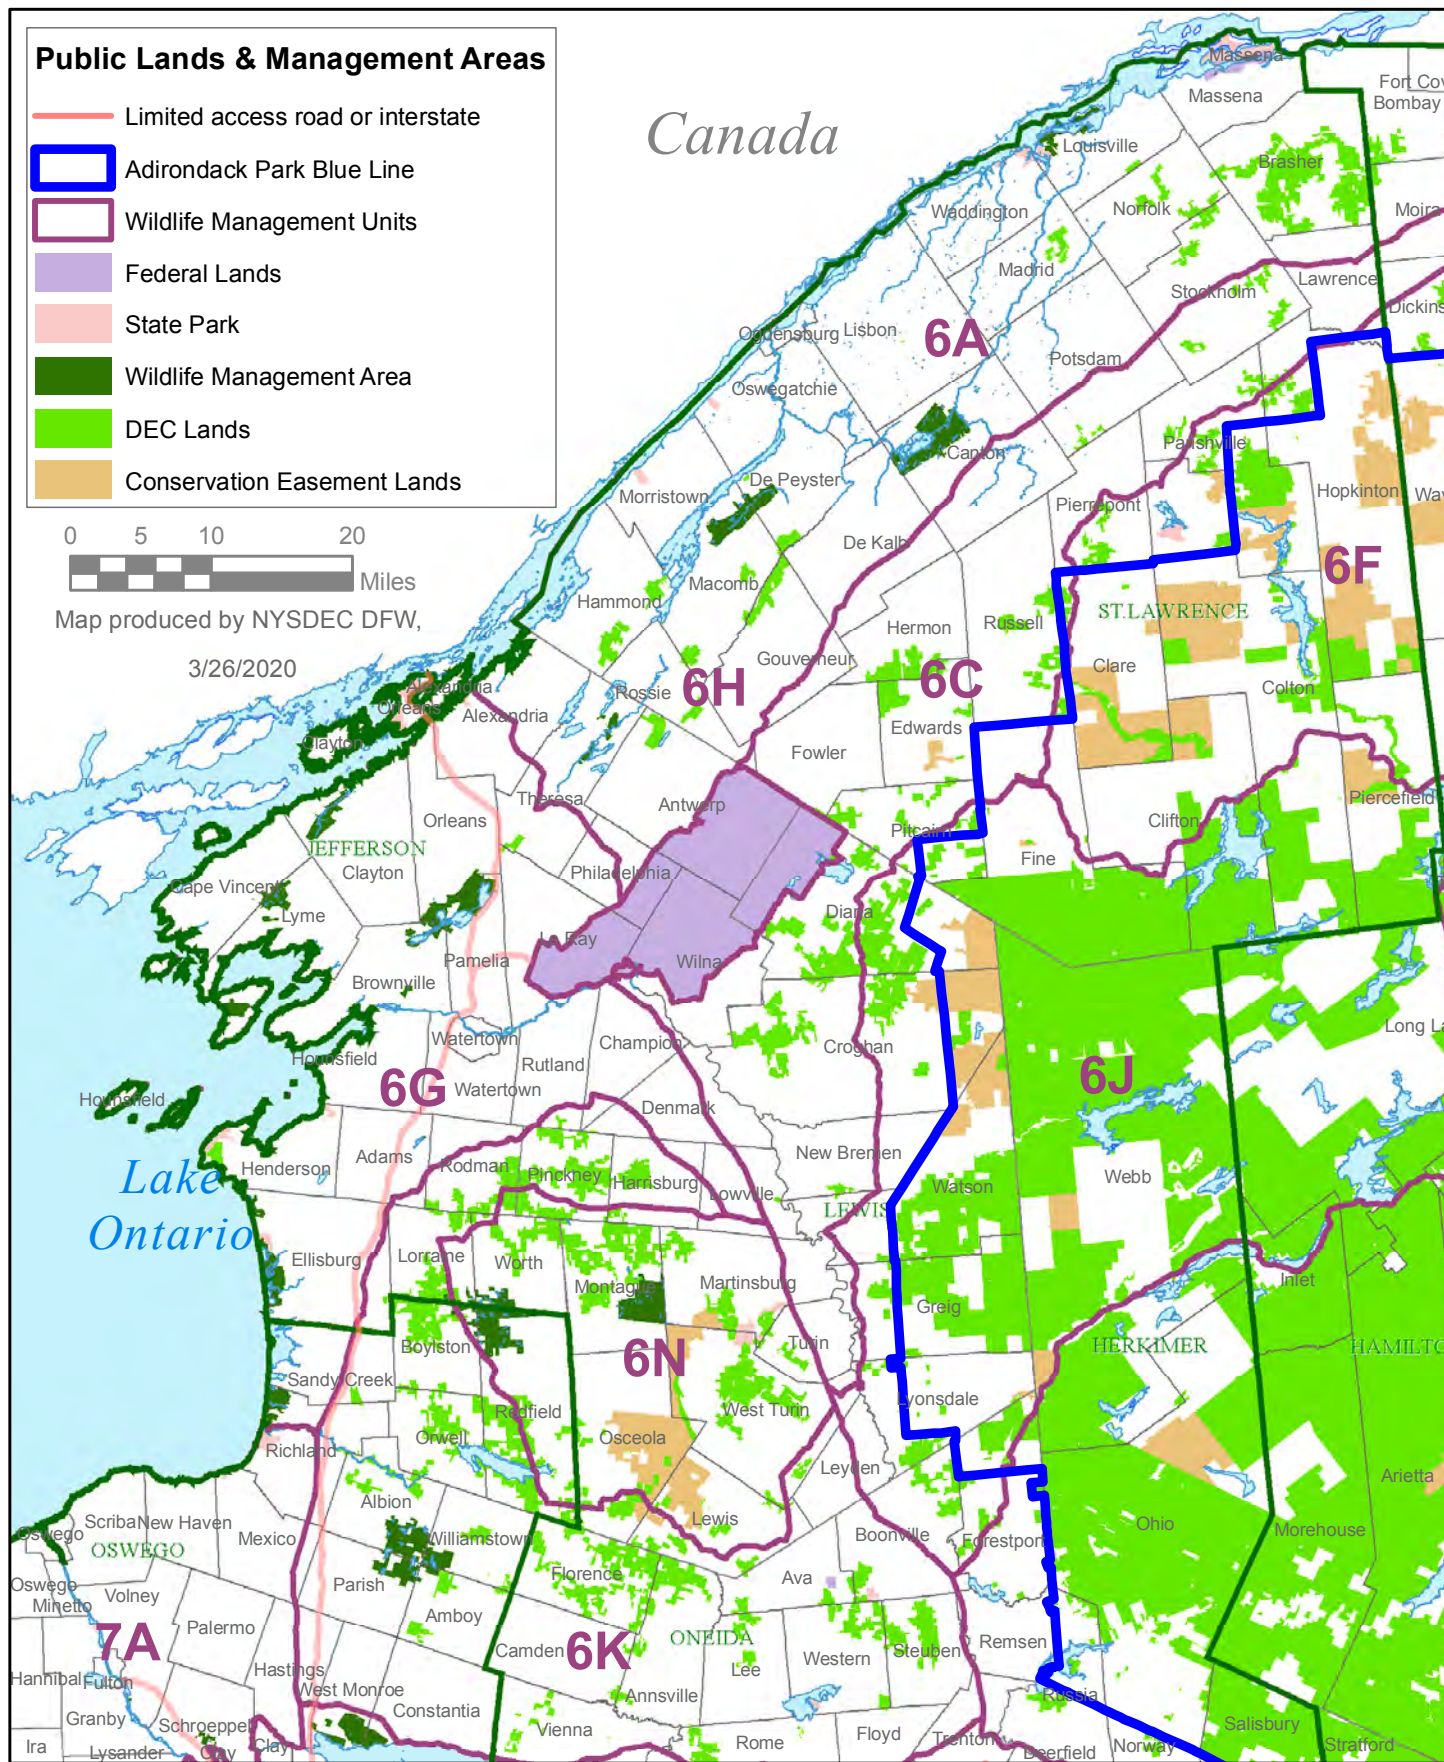 Public Lands & Management Areas
Limited access road or interstate
Adirondack Park Blue Line
Wildlife Management Units
Federal Lands
State Park
Wildlife Management Area
DEC Lands
Conservation Easement Lands
0 5 10 20
Miles
Map produced by NYSDEC DFW,
3/26/2020
Canada
Massena
Massena
Fort Cov
Bombay
Louisville
Brasher
Waddington
Norfolk
Moira
Madrid
Lawrence
Stockholm
Dickins
Ogdensburg
Lisbon
6A
Potsdam
Oswegatchie
Canton
Parishville
De Peyster
Morristown
Hopkinton
Wav
Pierrepont
De Kalb
6F
Macomb
Hammond
ST.LAWRENCE
Hermon
Russell
Gouverneur
Clare
6H
6C
Rossie
Colton
Alexandria
Orleans
Alexandria
Edwards
Clayton
Fowler
Theresa
Antwerp
Piercefield
Orleans
Clifton
Pitcairn
JEFFERSON
Fine
Clayton
Philadelphia
Cape Vincent
Lyme
Diana
Le Ray
Pamelia
Wilna
Brownville
Long La
Watertown
Champion
Croghan
Hounsfield
Rutland
6J
6G
Watertown
Hounsfield
Denmark
New Bremen
Adams
Henderson
Rodman
Pinckney
Harrisburg
Lowville
Webb
Watson
LEWIS
Lake
Ontario
Ellisburg
Lorraine
Worth
Montague
Martinsburg
Inlet
Greig
Boylston
Turin
HERKIMER
HAMILTO
6N
Sandy Creek
Lyonsdale
Redfield
West Turin
Orwell
Osceola
Richland
Leyden
Arietta
Albion
Lewis
Scriba
New Haven
Oswego
Mexico
Williamstown
Boonville
Forestport
Ohio
Morehouse
OSWEGO
Florence
Ava
Oswego
Volney
Parish
Minetto
Amboy
Palermo
7A
Camden
6K
ONEIDA
Remsen
Steuben
Western
Lee
Hastings
Hannibal
Fulton
West Monroe
Annsville
Russia
Granby
Constantia
Schroeppel
Vienna
Salisbury
Floyd
Rome
Trenton
Ira
Lysander
Clay
Clay
Deerfield
Norway
Stratford